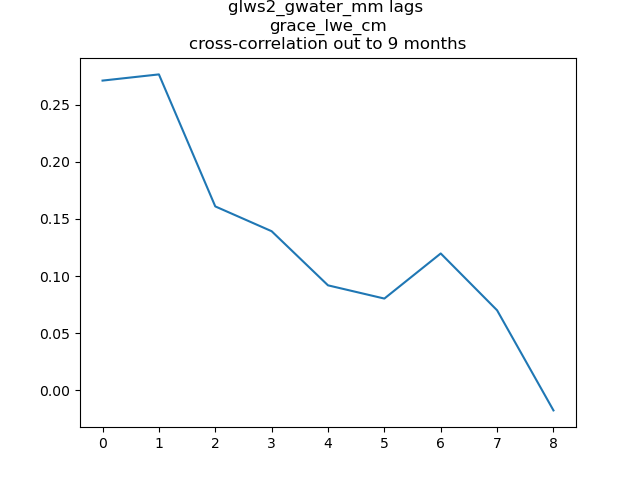 glws2_gwater_mm lags
grace_lwe_cm
cross-correlation out to 9 months
0.25
0.20
0.15
0.10
0.05
0.00
0 1 2 3 4 5 6 7 8